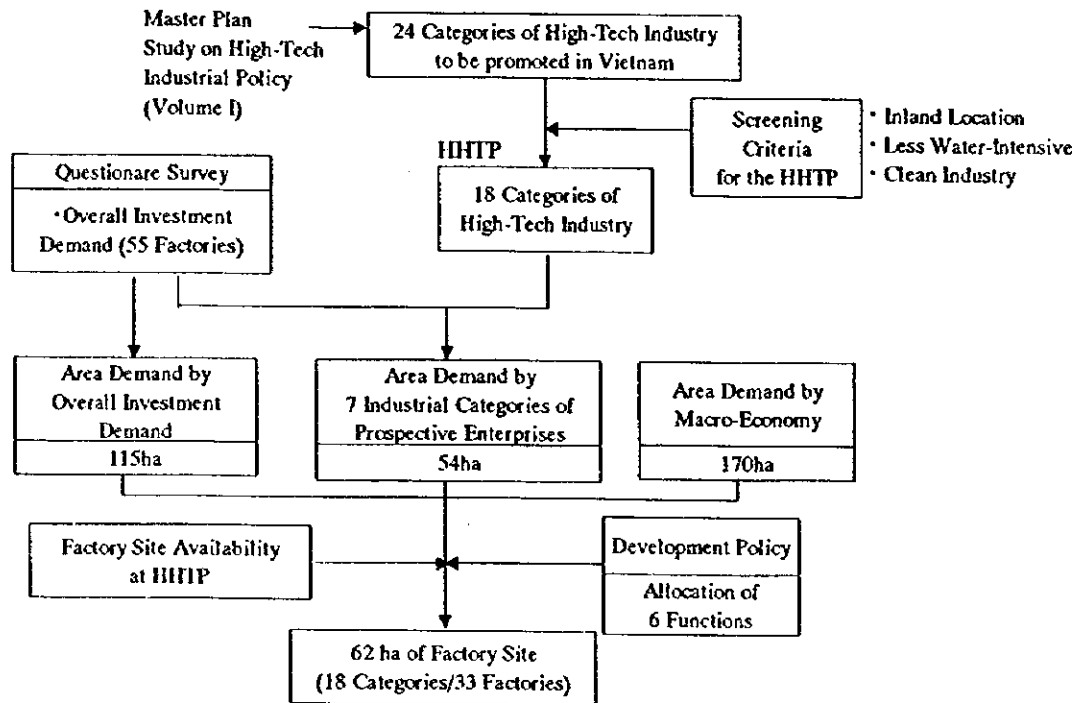 Master Plan
Study on High-Tech
Industrial Policy
(Volume I)
24 Categories of High-Tech Industry
to be promoted in Vietnam
Screening
Criteria
for the HHTP
・Inland Location
・Less Water-Intensive
・Clean Industry
HHTP
18 Categories of
High-Tech Industry
Questionare Survey
・Overall Investment
Demand (55 Factories)
Area Demand by
Overall Investment
Demand
115ha
Area Demand by
7 Industrial Categories of
Prospective Enterprises
54ha
Area Demand by
Macro-Economy
170ha
Factory Site Availability
at HHTP
Development Policy
Allocation of
6 Functions
62 ha of Factory Site
(18 Categories/33 Factories)